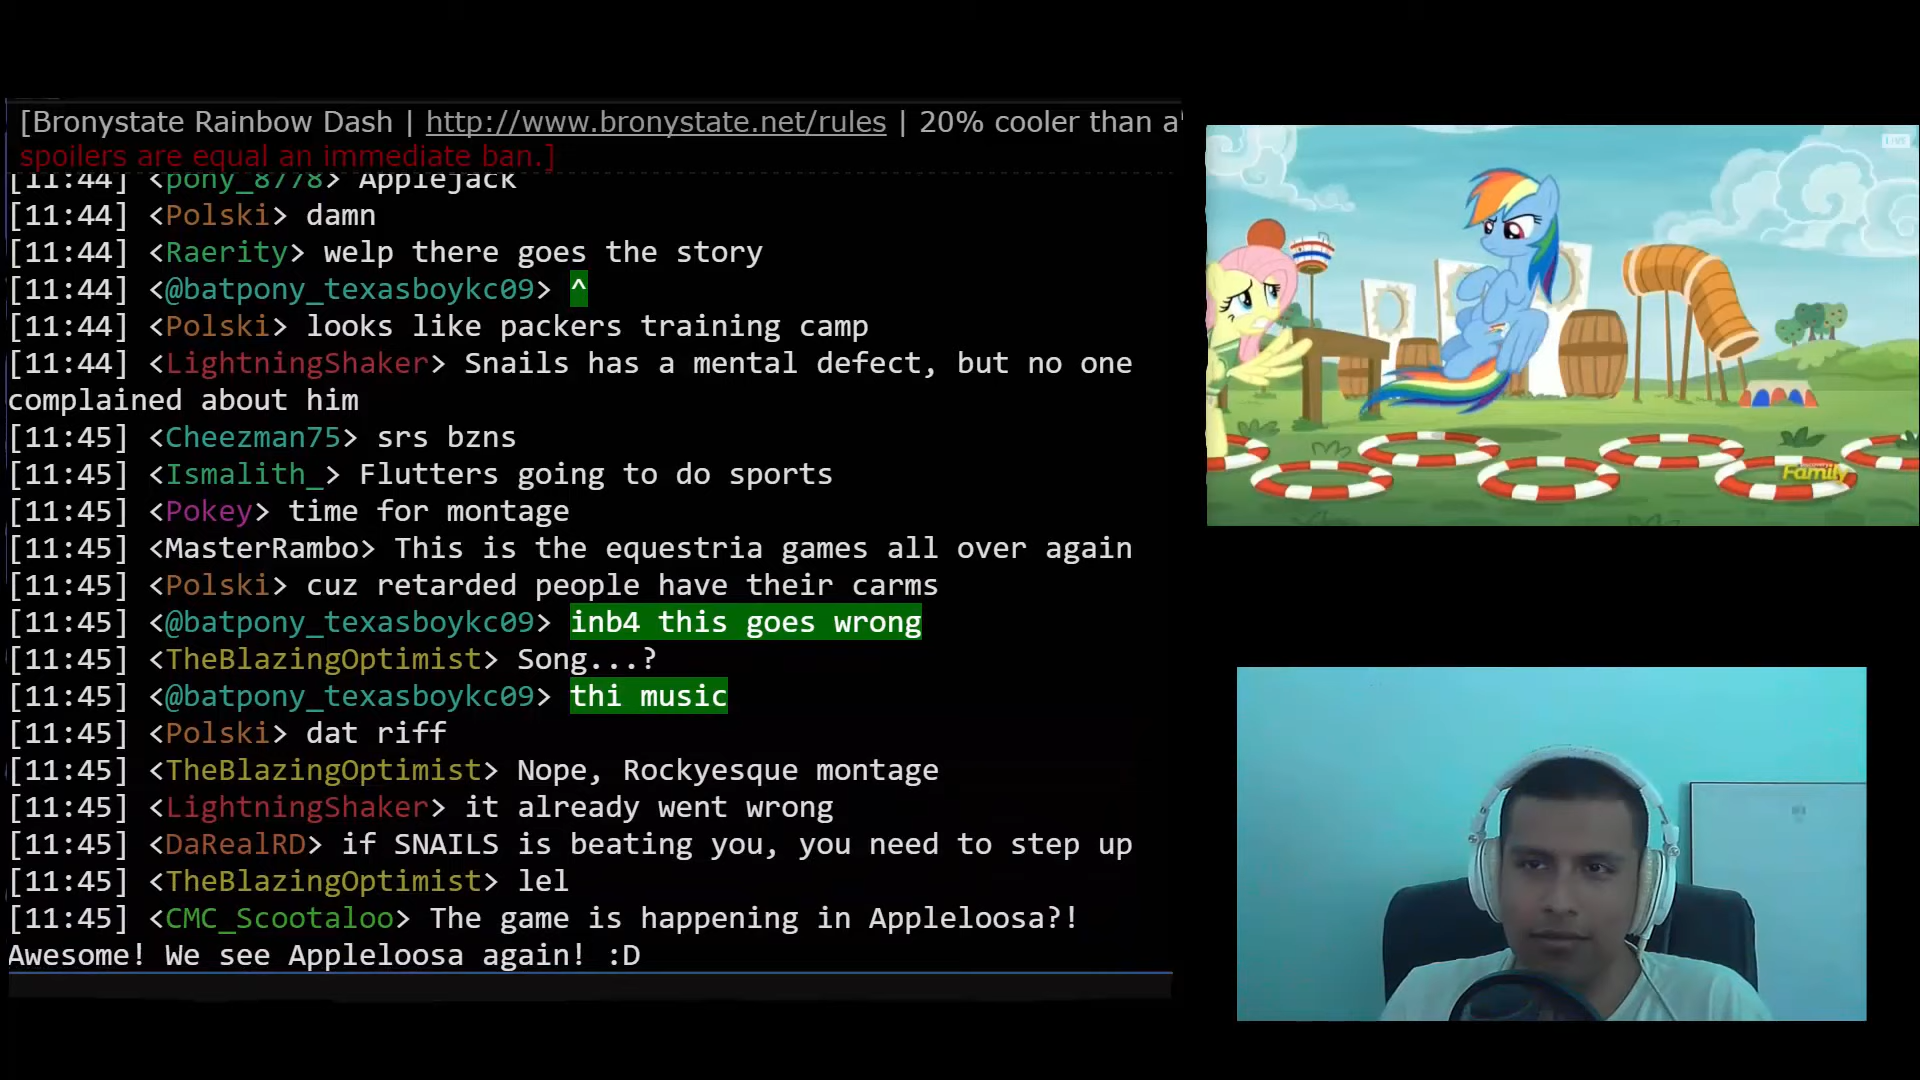 [Bronystate Rainbow Dash | http://www.bronystate.net/rules | 20% cooler than a
spoilers are equal an immediate ban.]
[11:44] <pony_8778> Applejack
[11:44] <Polski> damn
[11:44] <Raerity> welp there goes the story
[11:44] <@batpony_texasboykc09> ^
[11:44] <Polski> looks like packers training camp
[11:44] <LightningShaker> Snails has a mental defect, but no one
complained about him
[11:45] <Cheezman75> srs bzns
[11:45] <Ismalith_> Flutters going to do sports
[11:45] <Pokey> time for montage
[11:45] <MasterRambo> This is the equestria games all over again
[11:45] <Polski> cuz retarded people have their carms
[11:45] <@batpony_texasboykc09> inb4 this goes wrong
[11:45] <TheBlazingOptimist> Song...?
[11:45] <@batpony_texasboykc09> thi music
[11:45] <Polski> dat riff
[11:45] <TheBlazingOptimist> Nope, Rockyesque montage
[11:45] <LightningShaker> it already went wrong
[11:45] <DaRealRD> if SNAILS is beating you, you need to step up
[11:45] <TheBlazingOptimist> lel
[11:45] <CMC_Scootaloo> The game is happening in Appleloosa?!
Awesome! We see Appleloosa again! :D
LIVE
Family